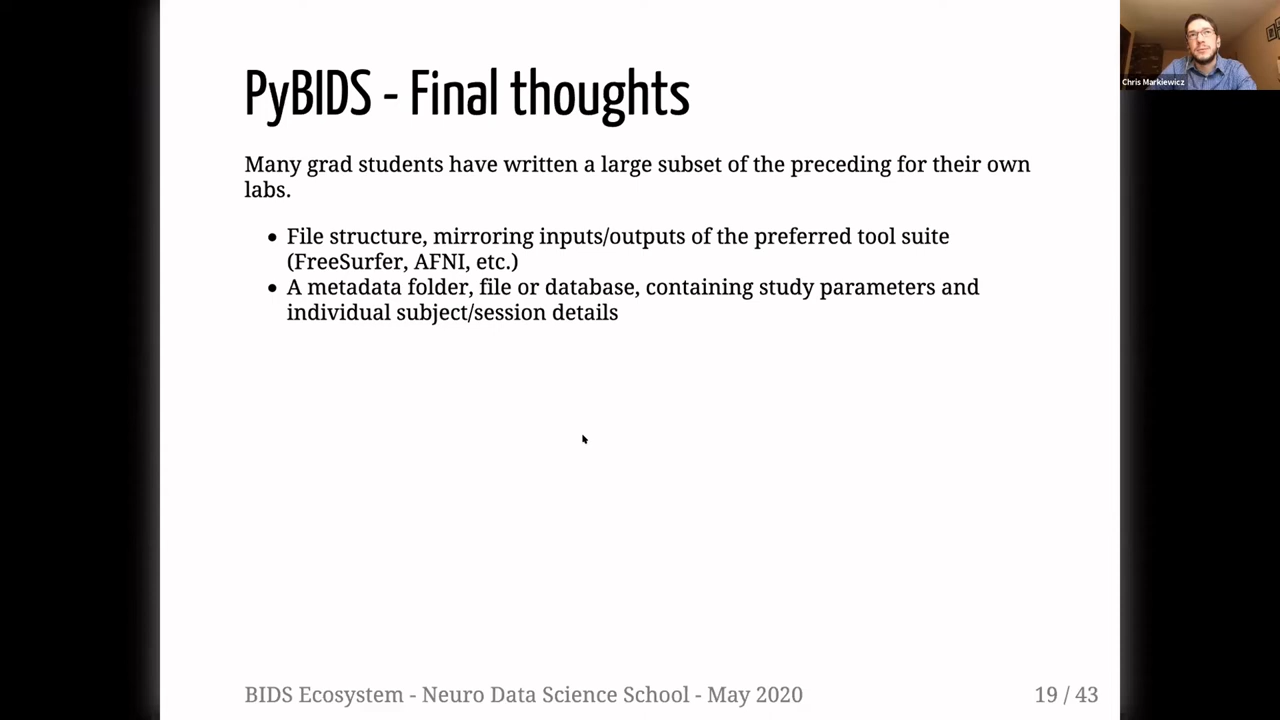 PyBIDS - Final thoughts
Chris Markiewicz
Many grad students have written a large subset of the preceding for their own
labs.
• File structure, mirroring inputs/outputs of the preferred tool suite
(FreeSurfer, AFNI, etc.)
• A metadata folder, file or database, containing study parameters and
individual subject/session details
BIDS Ecosystem - Neuro Data Science School - May 2020
19 / 43